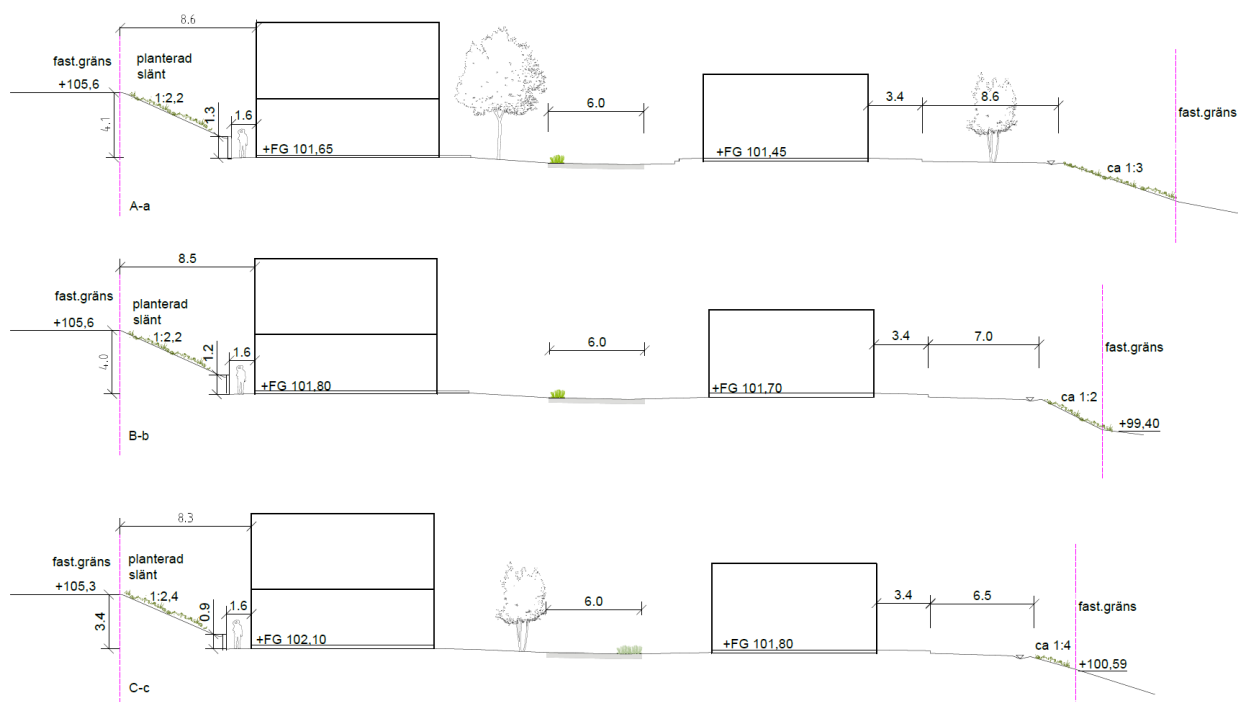 8.6
fast.gräns
planterad
slänt
+105,6
1:2,2
4.1
1.3
1.6
+FG 101,65
6.0
+FG 101,45
3.4
8.6
fast.gräns
ca 1:3
A-a
8.5
fast.gräns
planterad
slänt
+105,6
1:2,2
4.0
1.2
1.6
+FG 101,80
6.0
+FG 101,70
3.4
7.0
fast.gräns
ca 1:2
+99,40
B-b
8.3
fast.gräns
planterad
slänt
+105,3
1:2,4
3.4
0.9
1.6
+FG 102,10
6.0
+FG 101,80
3.4
6.5
fast.gräns
ca 1:4
+100,59
C-c